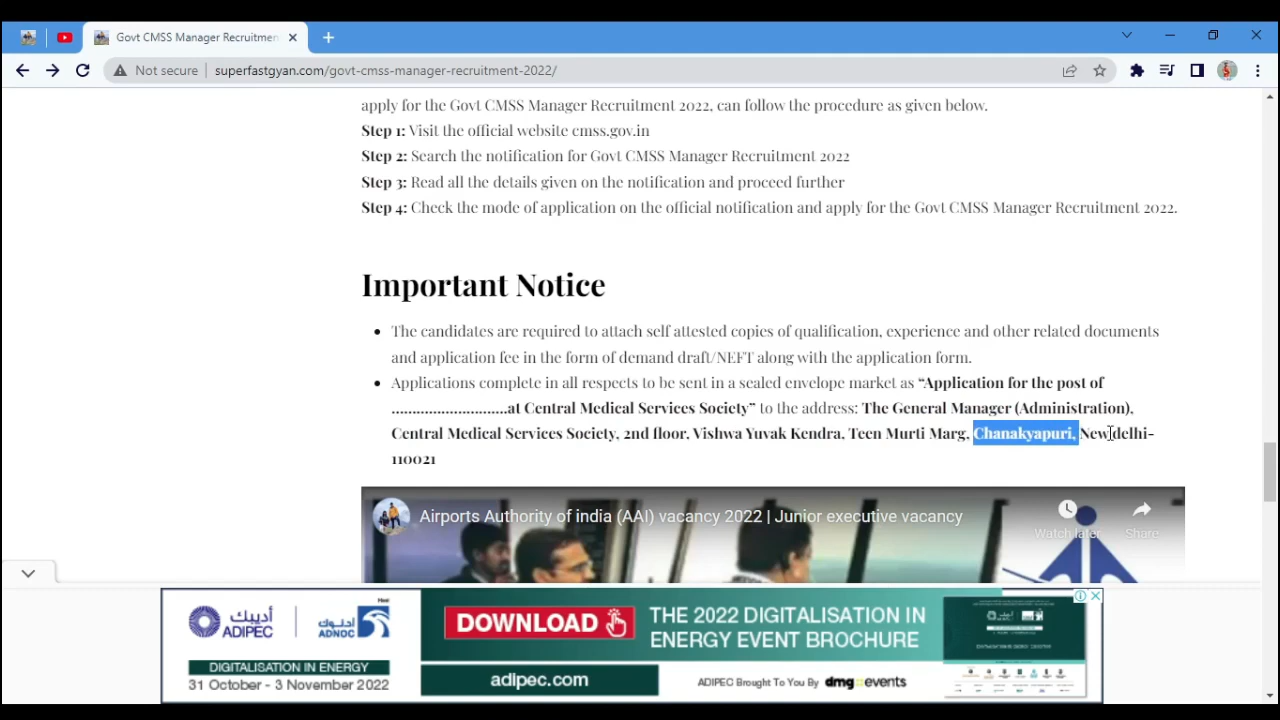 Govt CMSS Manager Recruitmen
Not secure
superfastgyan.com/govt-cmss-manager-recruitment-2022/
apply for the Govt CMSS Manager Recruitment 2022, can follow the procedure as given below.
Step 1: Visit the official website cmss.gov.in
Step 2: Search the notification for Govt CMSS Manager Recruitment 2022
Step 3: Read all the details given on the notification and proceed further
Step 4: Check the mode of application on the official notification and apply for the Govt CMSS Manager Recruitment 2022.
Important Notice
• The candidates are required to attach self attested copies of qualification, experience and other related documents
and application fee in the form of demand draft/NEFT along with the application form.
• Applications complete in all respects to be sent in a sealed envelope market as “Application for the post of
............................at Central Medical Services Society” to the address: The General Manager (Administration),
Central Medical Services Society, 2nd floor, Vishwa Yuvak Kendra, Teen Murti Marg, Chanakyapuri, New delhi-
110021
Airports Authority of india (AAI) vacancy 2022 | Junior executive vacancy
Watch later
Share
أديبك
ADIPEC
Host
أدنوك
ADNOC
DIGITALISATION IN ENERGY
31 October - 3 November 2022
DOWNLOAD
THE 2022 DIGITALISATION IN
ENERGY EVENT BROCHURE
adipec.com
ADIPEC Brought To You By dmg events